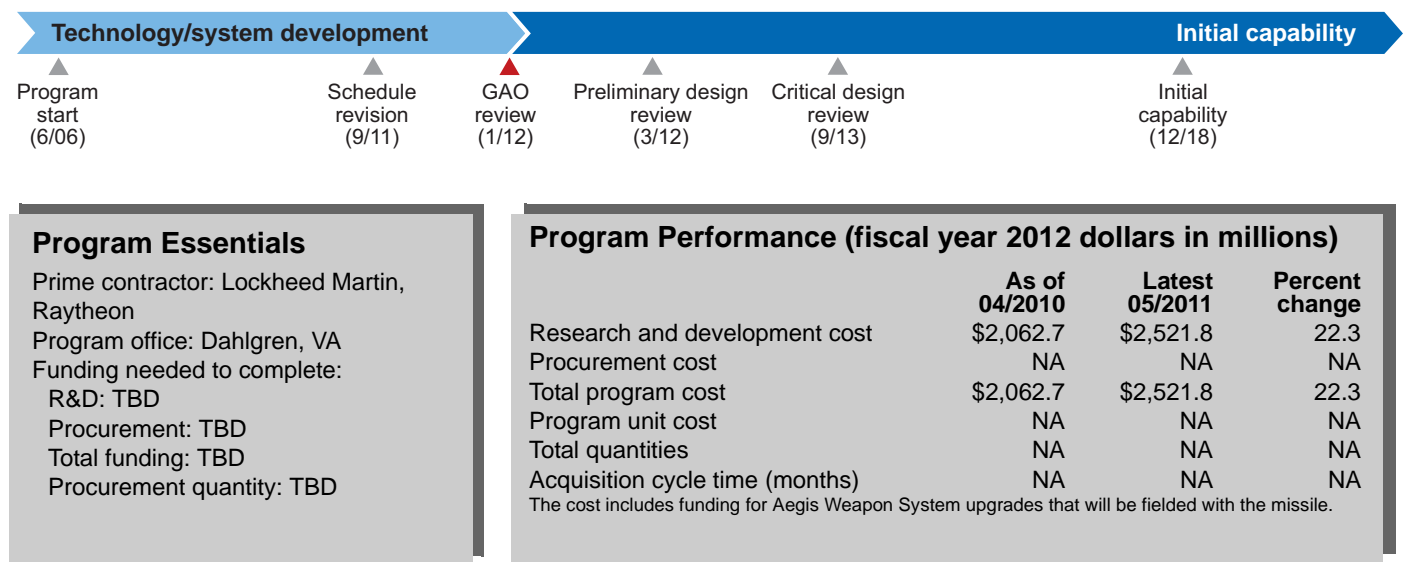 Technology/system development
Initial capability
Program
start
(6/06)
Schedule
revision
(9/11)
GAO
review
(1/12)
Preliminary design
review
(3/12)
Critical design
review
(9/13)
Initial
capability
(12/18)
Program Essentials
Prime contractor: Lockheed Martin,
Raytheon
Program office: Dahlgren, VA
Funding needed to complete:
R&D: TBD
Procurement: TBD
Total funding: TBD
Procurement quantity: TBD
Program Performance (fiscal year 2012 dollars in millions)
As of Latest Percent
04/2010 05/2011 change
Research and development cost $2,062.7 $2,521.8 22.3
Procurement cost NA NA NA
Total program cost $2,062.7 $2,521.8 22.3
Program unit cost NA NA NA
Total quantities NA NA NA
Acquisition cycle time (months) NA NA NA
The cost includes funding for Aegis Weapon System upgrades that will be fielded with the missile.